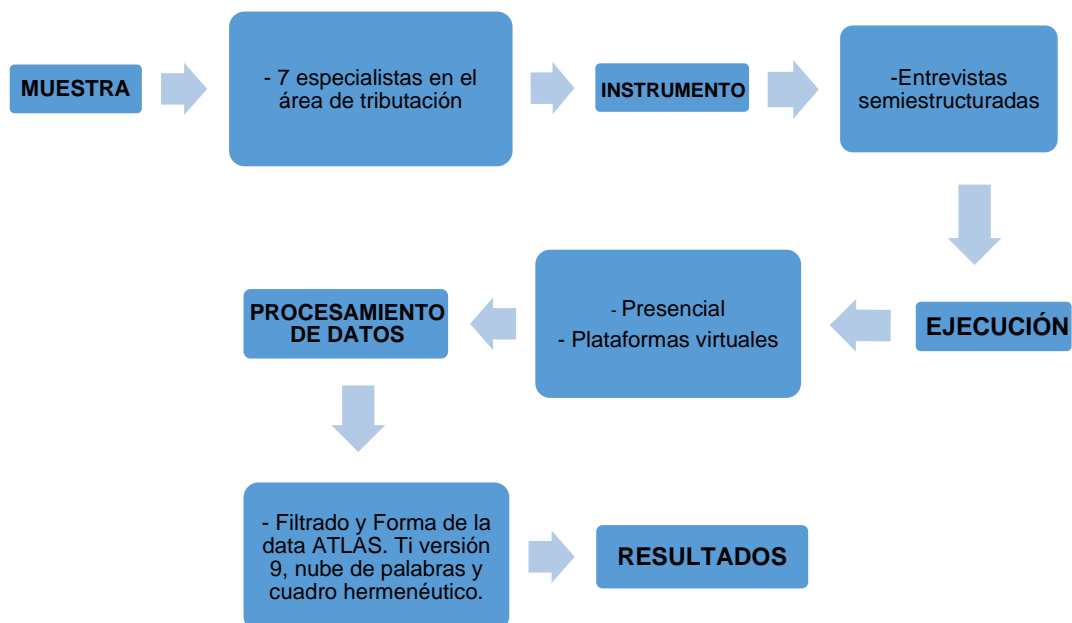 MUESTRA
- 7 especialistas en el
área de tributación
INSTRUMENTO
-Entrevistas
semiestructuradas
EJECUCIÓN
- Presencial
- Plataformas virtuales
PROCESAMIENTO
DE DATOS
- Filtrado y Forma de la
data ATLAS. Ti versión
9, nube de palabras y
cuadro hermenéutico.
RESULTADOS